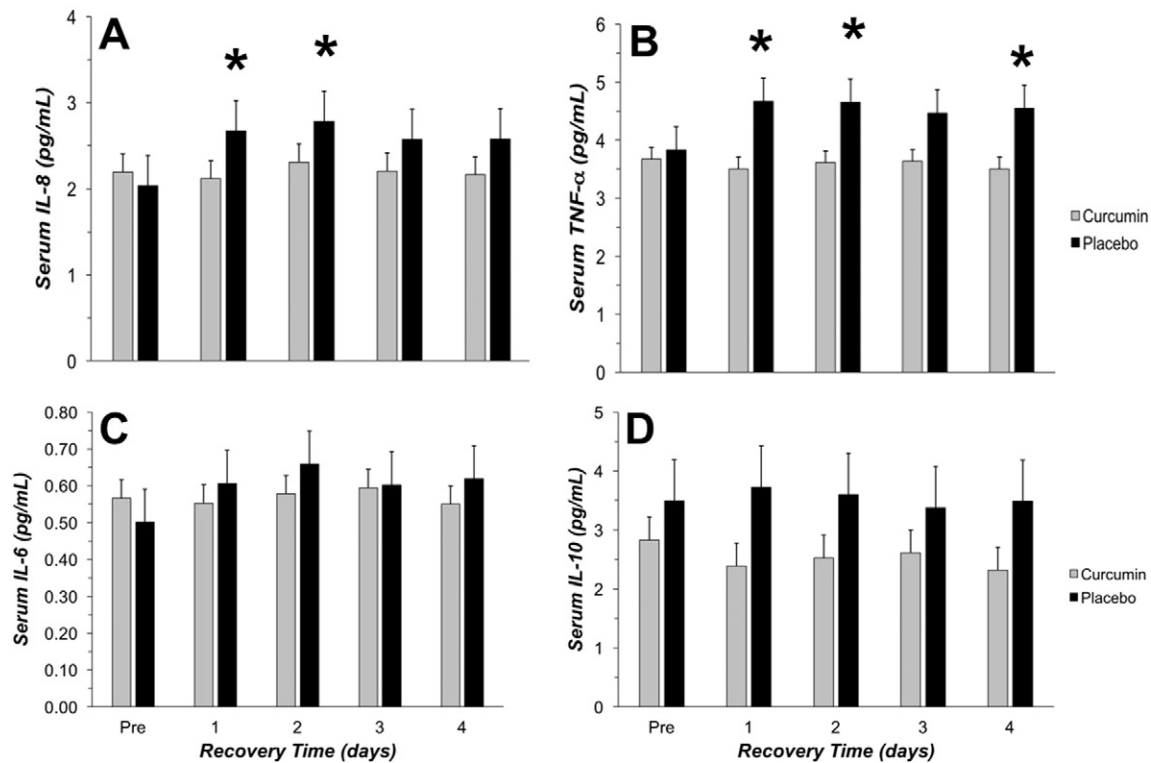 A
Serum IL-8 (pg/mL)
4
3
2
1
0
* *
B
Serum TNF-α (pg/mL)
6
5
4
3
2
1
0
* * *
Curcumin
Placebo
C
Serum IL-6 (pg/mL)
0.80
0.70
0.60
0.50
0.40
0.30
0.20
0.10
0.00
Pre 1 2 3 4
Recovery Time (days)
D
Serum IL-10 (pg/mL)
5
4
3
2
1
0
Pre 1 2 3 4
Recovery Time (days)
Curcumin
Placebo